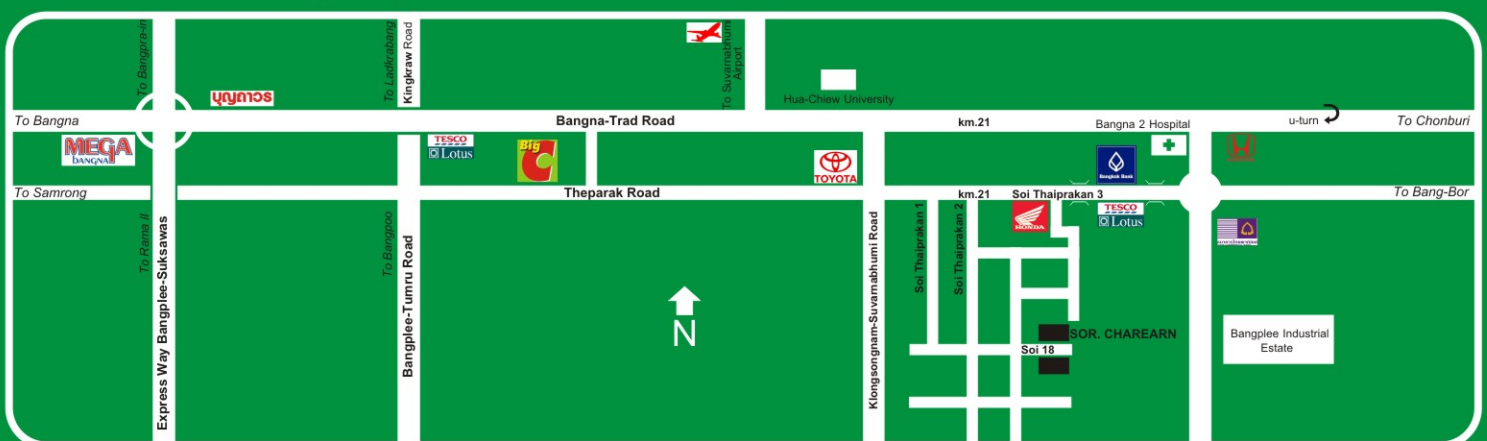 To Bangpra-in
To Ladkrabang
Kingkraw Road
To Suvarnabhumi
Airport
บุญถาวร
Hua-Chiew University
To Bangna
Bangna-Trad Road
km.21
Bangna 2 Hospital
u-turn
To Chonburi
MEGA
BANGNA
TESCO
Lotus
Big
C
TOYOTA
Bangkok Bank
To Samrong
Theparak Road
km.21
Soi Thaiprakan 3
To Bang-Bor
HONDA
TESCO
Lotus
To Rama II
Express Way Bangplee-Suksawas
To Bangpoo
Bangplee-Tumru Road
N
Klongsongnam-Suvarnabhumi Road
Soi Thaiprakan 1
Soi Thaiprakan 2
SOR. CHAREARN
Soi 18
Bangplee Industrial
Estate